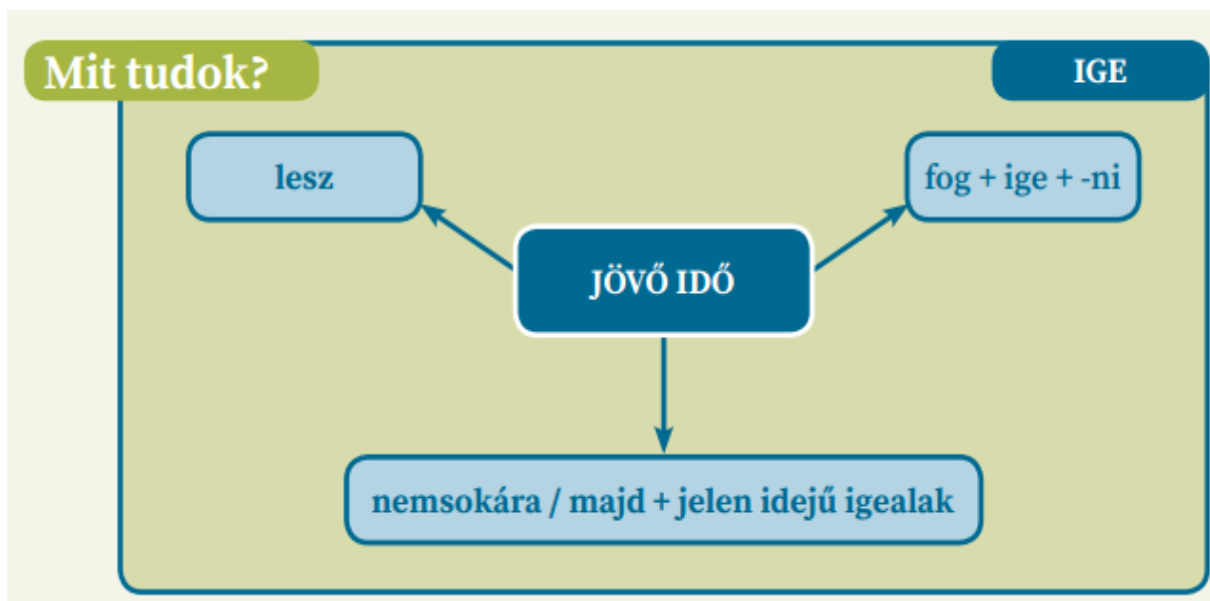 Mit tudok?
IGE
lesz
fog + ige + -ni
JÖVŐ IDŐ
nemsokára / majd + jelen idejű igealak